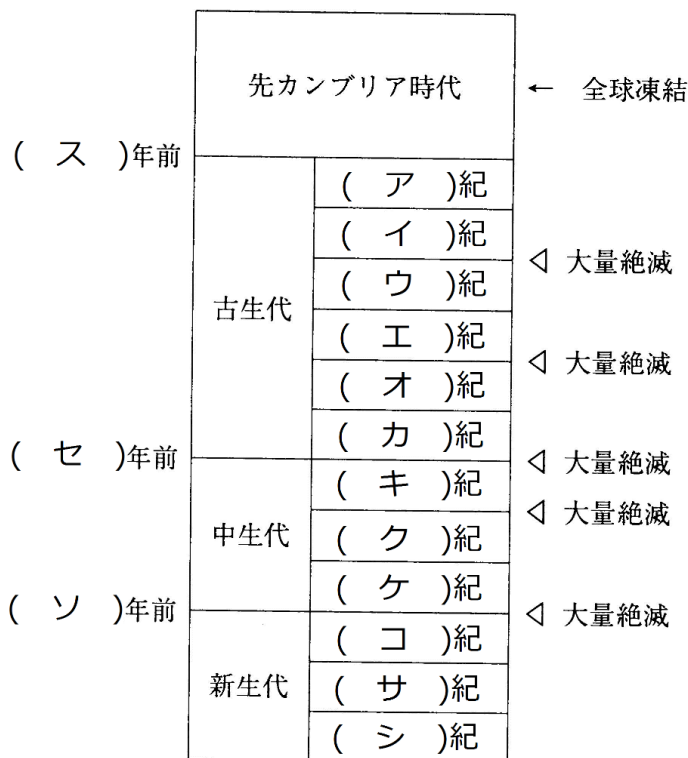 先カンブリア時代
← 全球凍結
( ス )年前
( ア )紀
( イ )紀
◁ 大量絶滅
( ウ )紀
古生代
( エ )紀
◁ 大量絶滅
( オ )紀
( カ )紀
( セ )年前
◁ 大量絶滅
( キ )紀
◁ 大量絶滅
中生代
( ク )紀
( ケ )紀
( ソ )年前
◁ 大量絶滅
( コ )紀
新生代
( サ )紀
( シ )紀